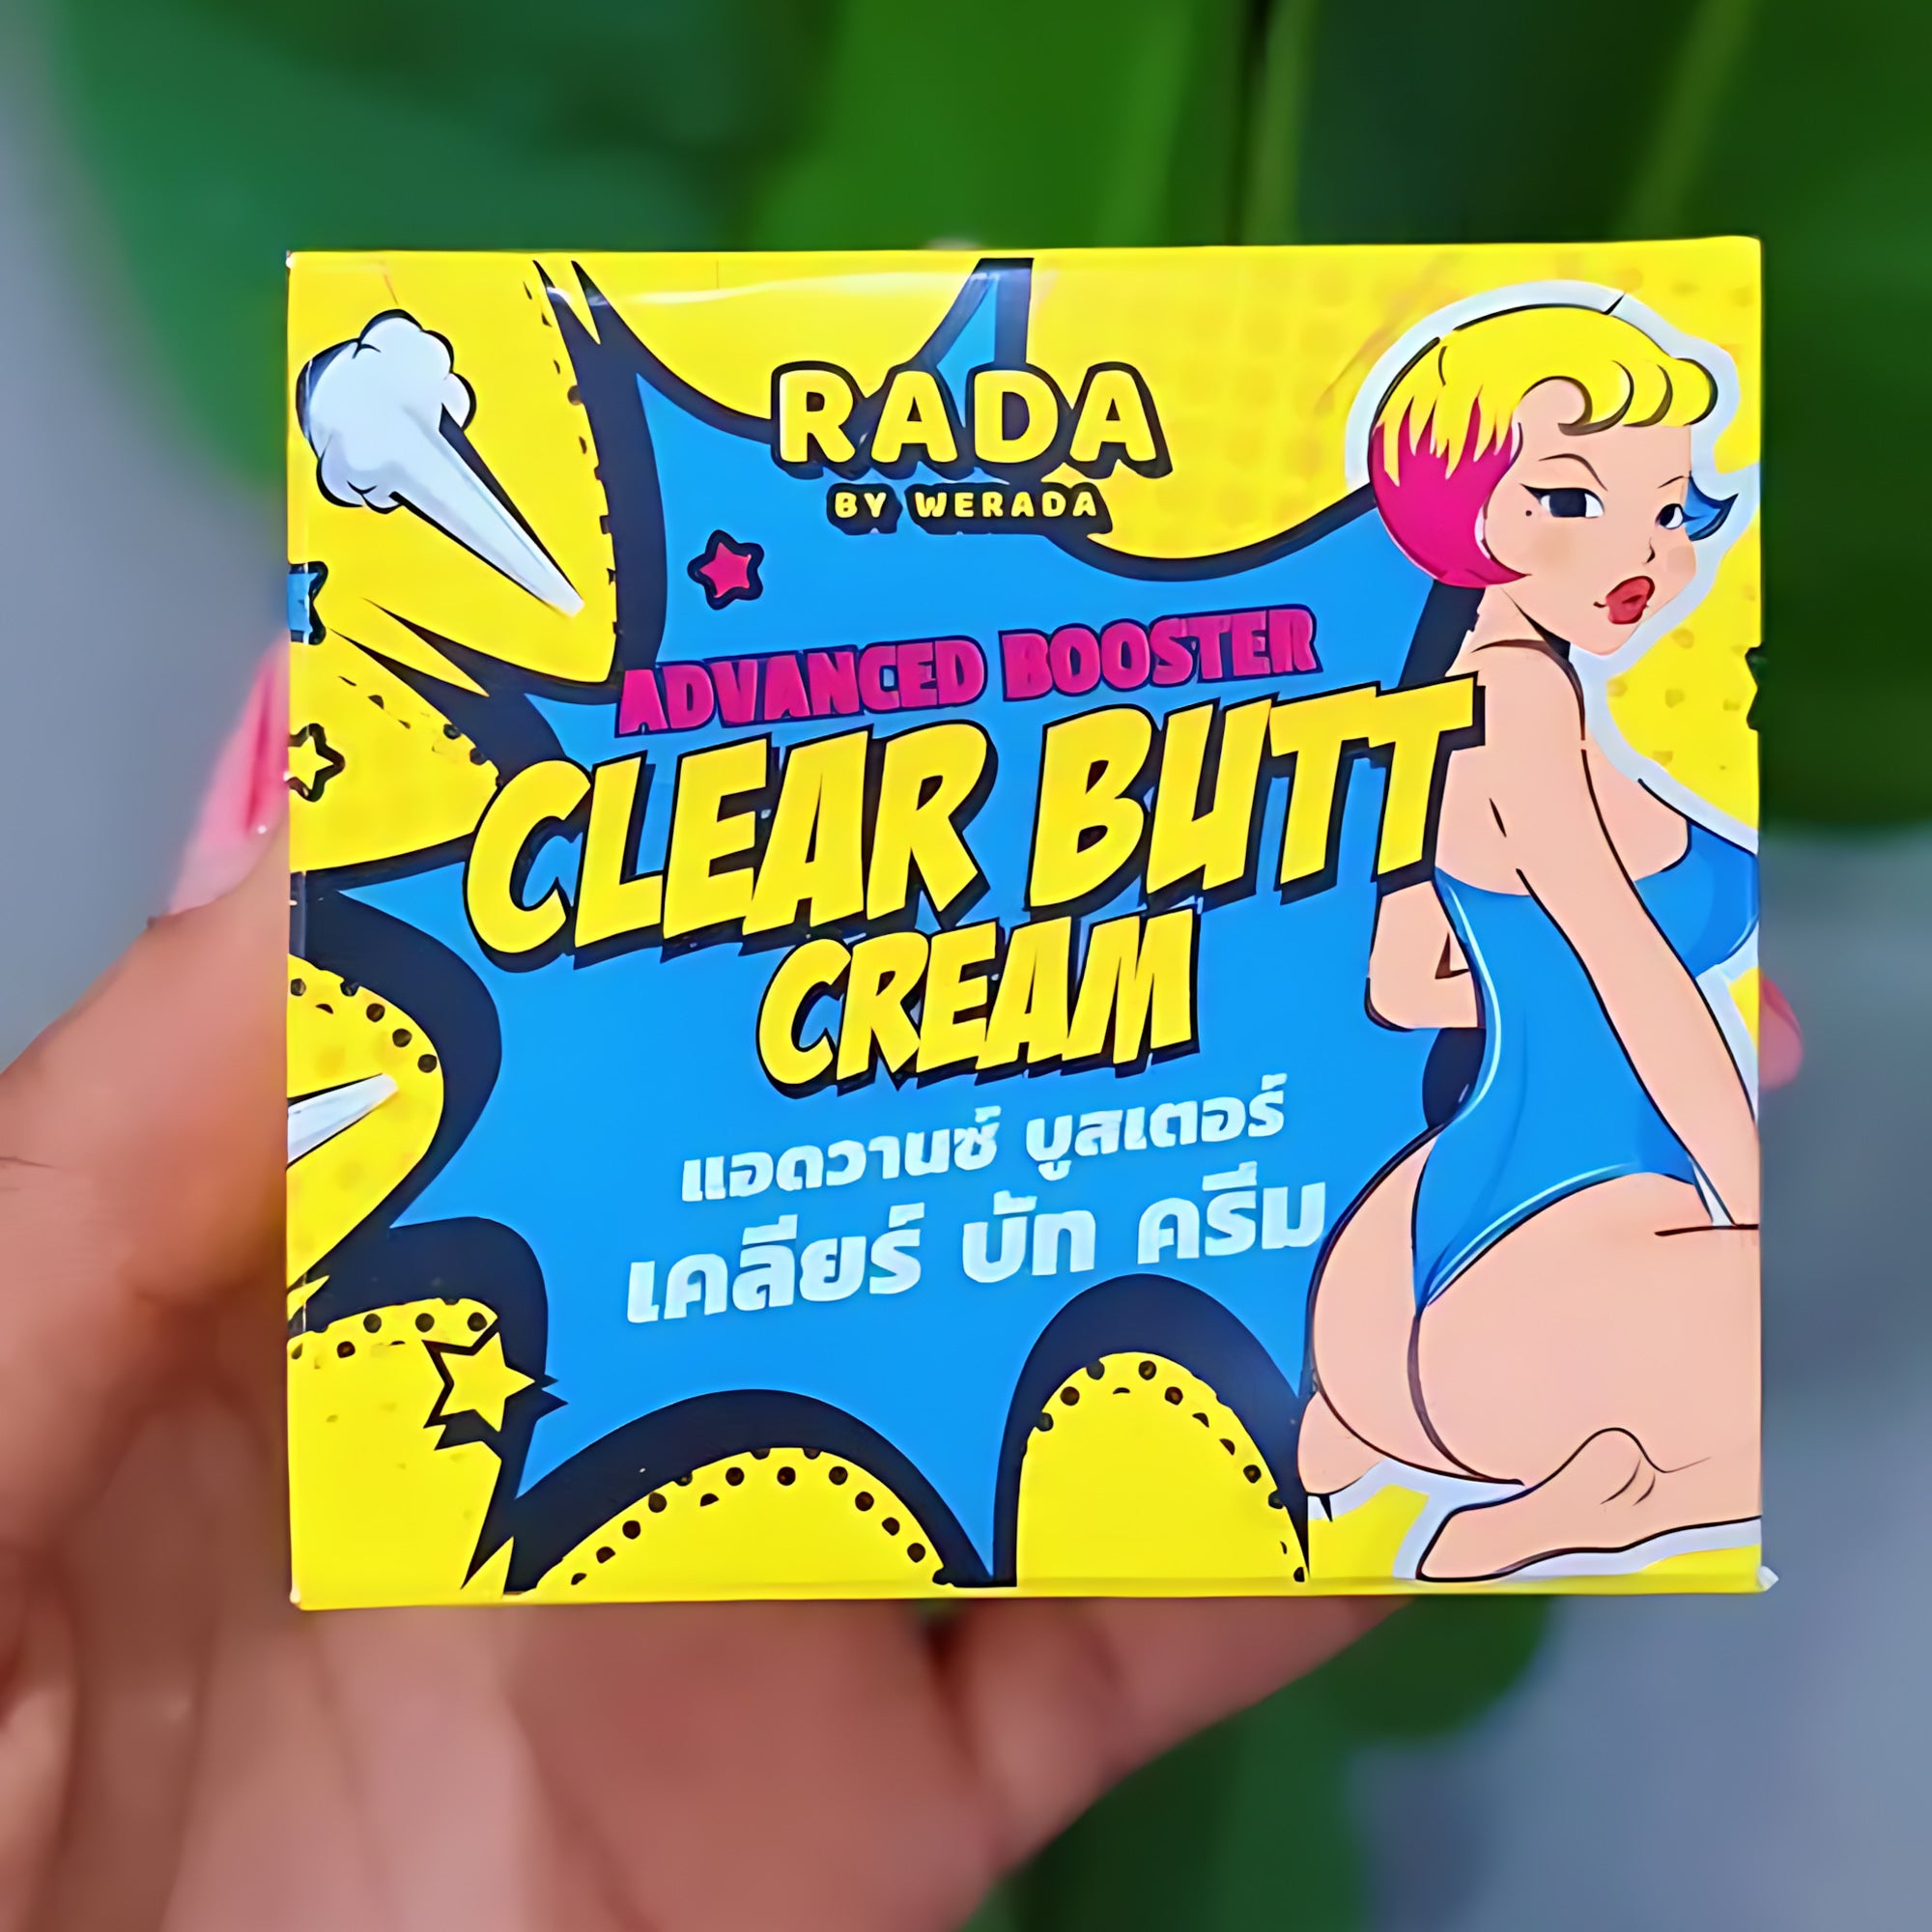 RADA
BY WERADA
ADVANCED BOOSTER
CLEAR BUTT
CREAM
แอดวานซ์ บูสเตอร์
เคลียร์ บัท ครีม